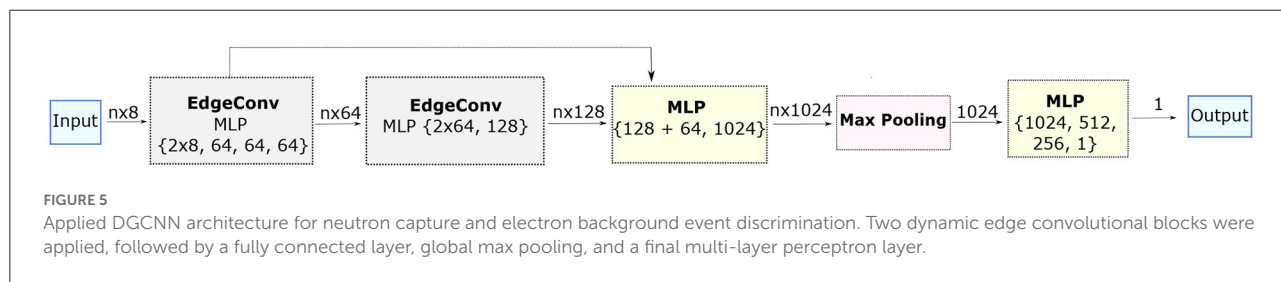 Input
nx8
EdgeConv
MLP
{2x8, 64, 64, 64}
nx64
EdgeConv
MLP {2x64, 128}
nx128
MLP
{128 + 64, 1024}
nx1024
Max Pooling
1024
MLP
{1024, 512,
256, 1}
1
Output
FIGURE 5
Applied DGCNN architecture for neutron capture and electron background event discrimination. Two dynamic edge convolutional blocks were
applied, followed by a fully connected layer, global max pooling, and a final multi-layer perceptron layer.